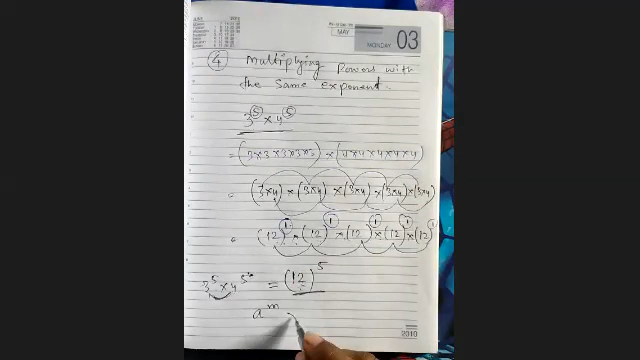 MAY
MONDAY 03
④ Multiplying Powers with
the Same exponent.
3⁵ × 4⁵
= (3×3×3×3×3) × (4×4×4×4×4)
= (3×4) × (3×4) × (3×4) × (3×4) × (3×4)
= (12)¹ × (12)¹ × (12)¹ × (12)¹ × (12)¹
3⁵ × 4⁵ = (12)⁵
aᵐ
2010